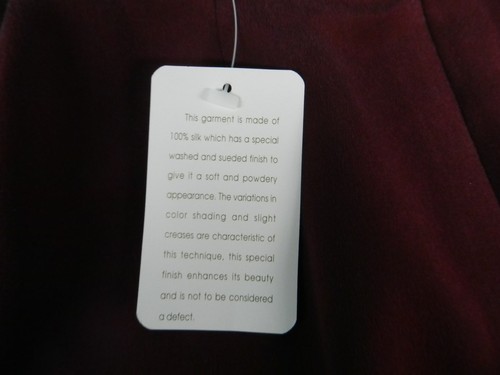 This garment is made of
100% silk which has a special
washed and sueded finish to
give it a soft and powdery
appearance. The variations in
color shading and slight
creases are characteristic of
this technique, this special
finish enhances its beauty
and is not to be considered
a defect.